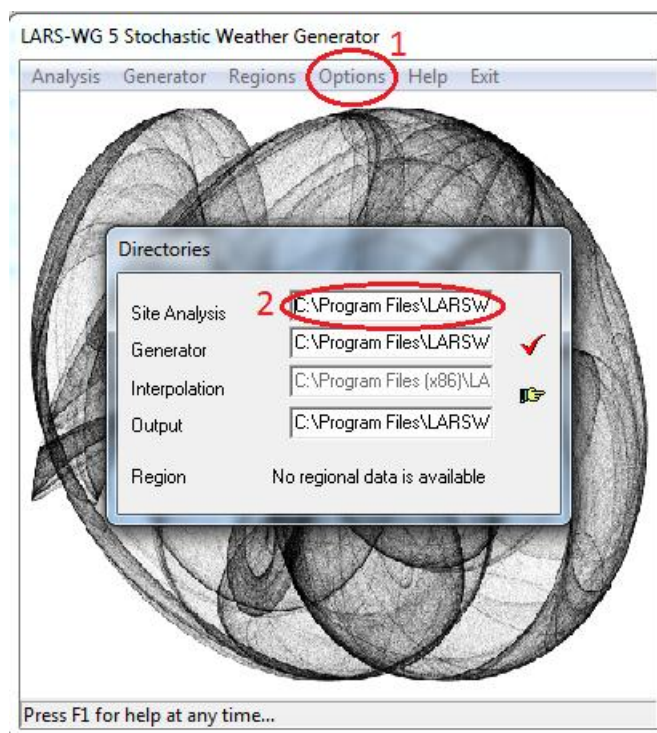 LARS-WG 5 Stochastic Weather Generator 1
Analysis Generator Regions Options Help Exit
Directories
Site Analysis 2 C:\Program Files\LARSW
Generator C:\Program Files\LARSW
Interpolation C:\Program Files (x86)\LA
Output C:\Program Files\LARSW
Region No regional data is available
Press F1 for help at any time...